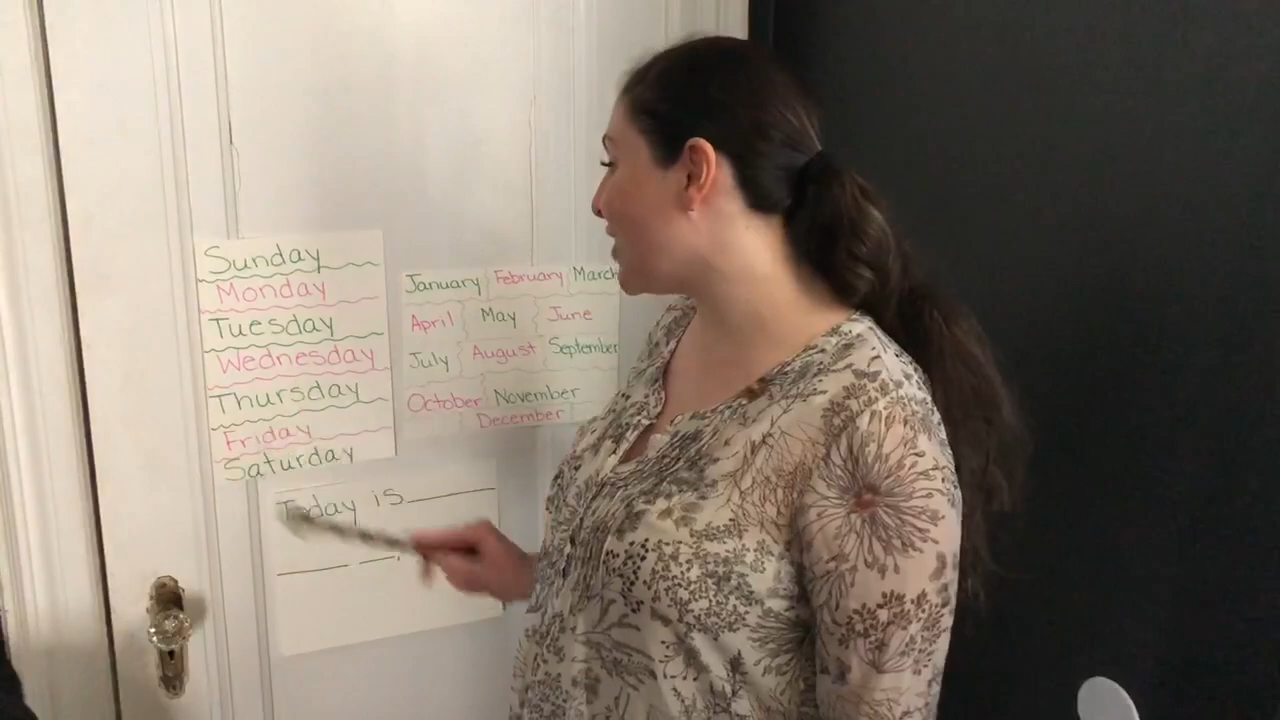 Sunday
Monday
Tuesday
Wednesday
Thursday
Friday
Saturday
January February March
April May June
July August September
October November
December
Today is